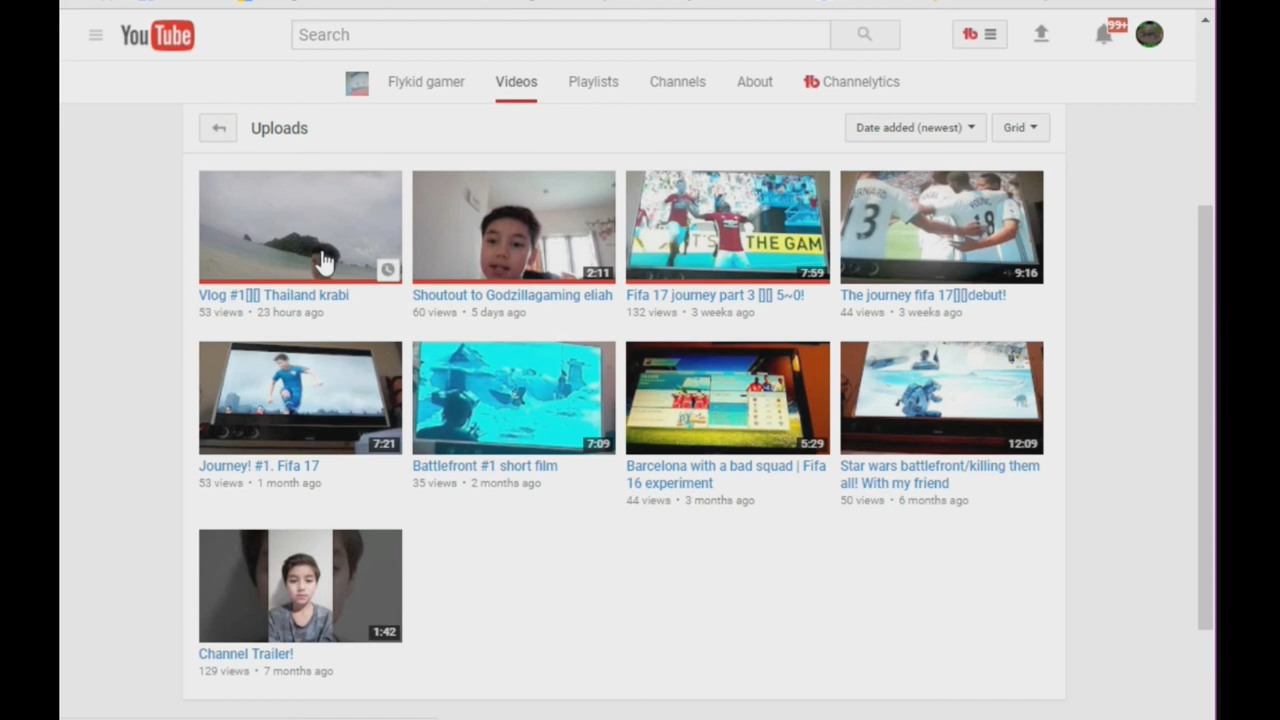 YouTube
Search
99+
Flykid gamer
Videos
Playlists
Channels
About
Channelytics
Uploads
Date added (newest)
Grid
Vlog #1[][] Thailand krabi
53 views • 23 hours ago
2:11
Shoutout to Godzillagaming eliah
60 views • 5 days ago
IT'S THE GAM
7:59
Fifa 17 journey part 3 [][] 5~0!
132 views • 3 weeks ago
13
YOUNG
18
9:16
The journey fifa 17[][]debut!
44 views • 3 weeks ago
7:21
Journey! #1. Fifa 17
53 views • 1 month ago
7:09
Battlefront #1 short film
35 views • 2 months ago
5:29
Barcelona with a bad squad | Fifa
16 experiment
44 views • 3 months ago
12:09
Star wars battlefront/killing them
all! With my friend
50 views • 6 months ago
1:42
Channel Trailer!
129 views • 7 months ago